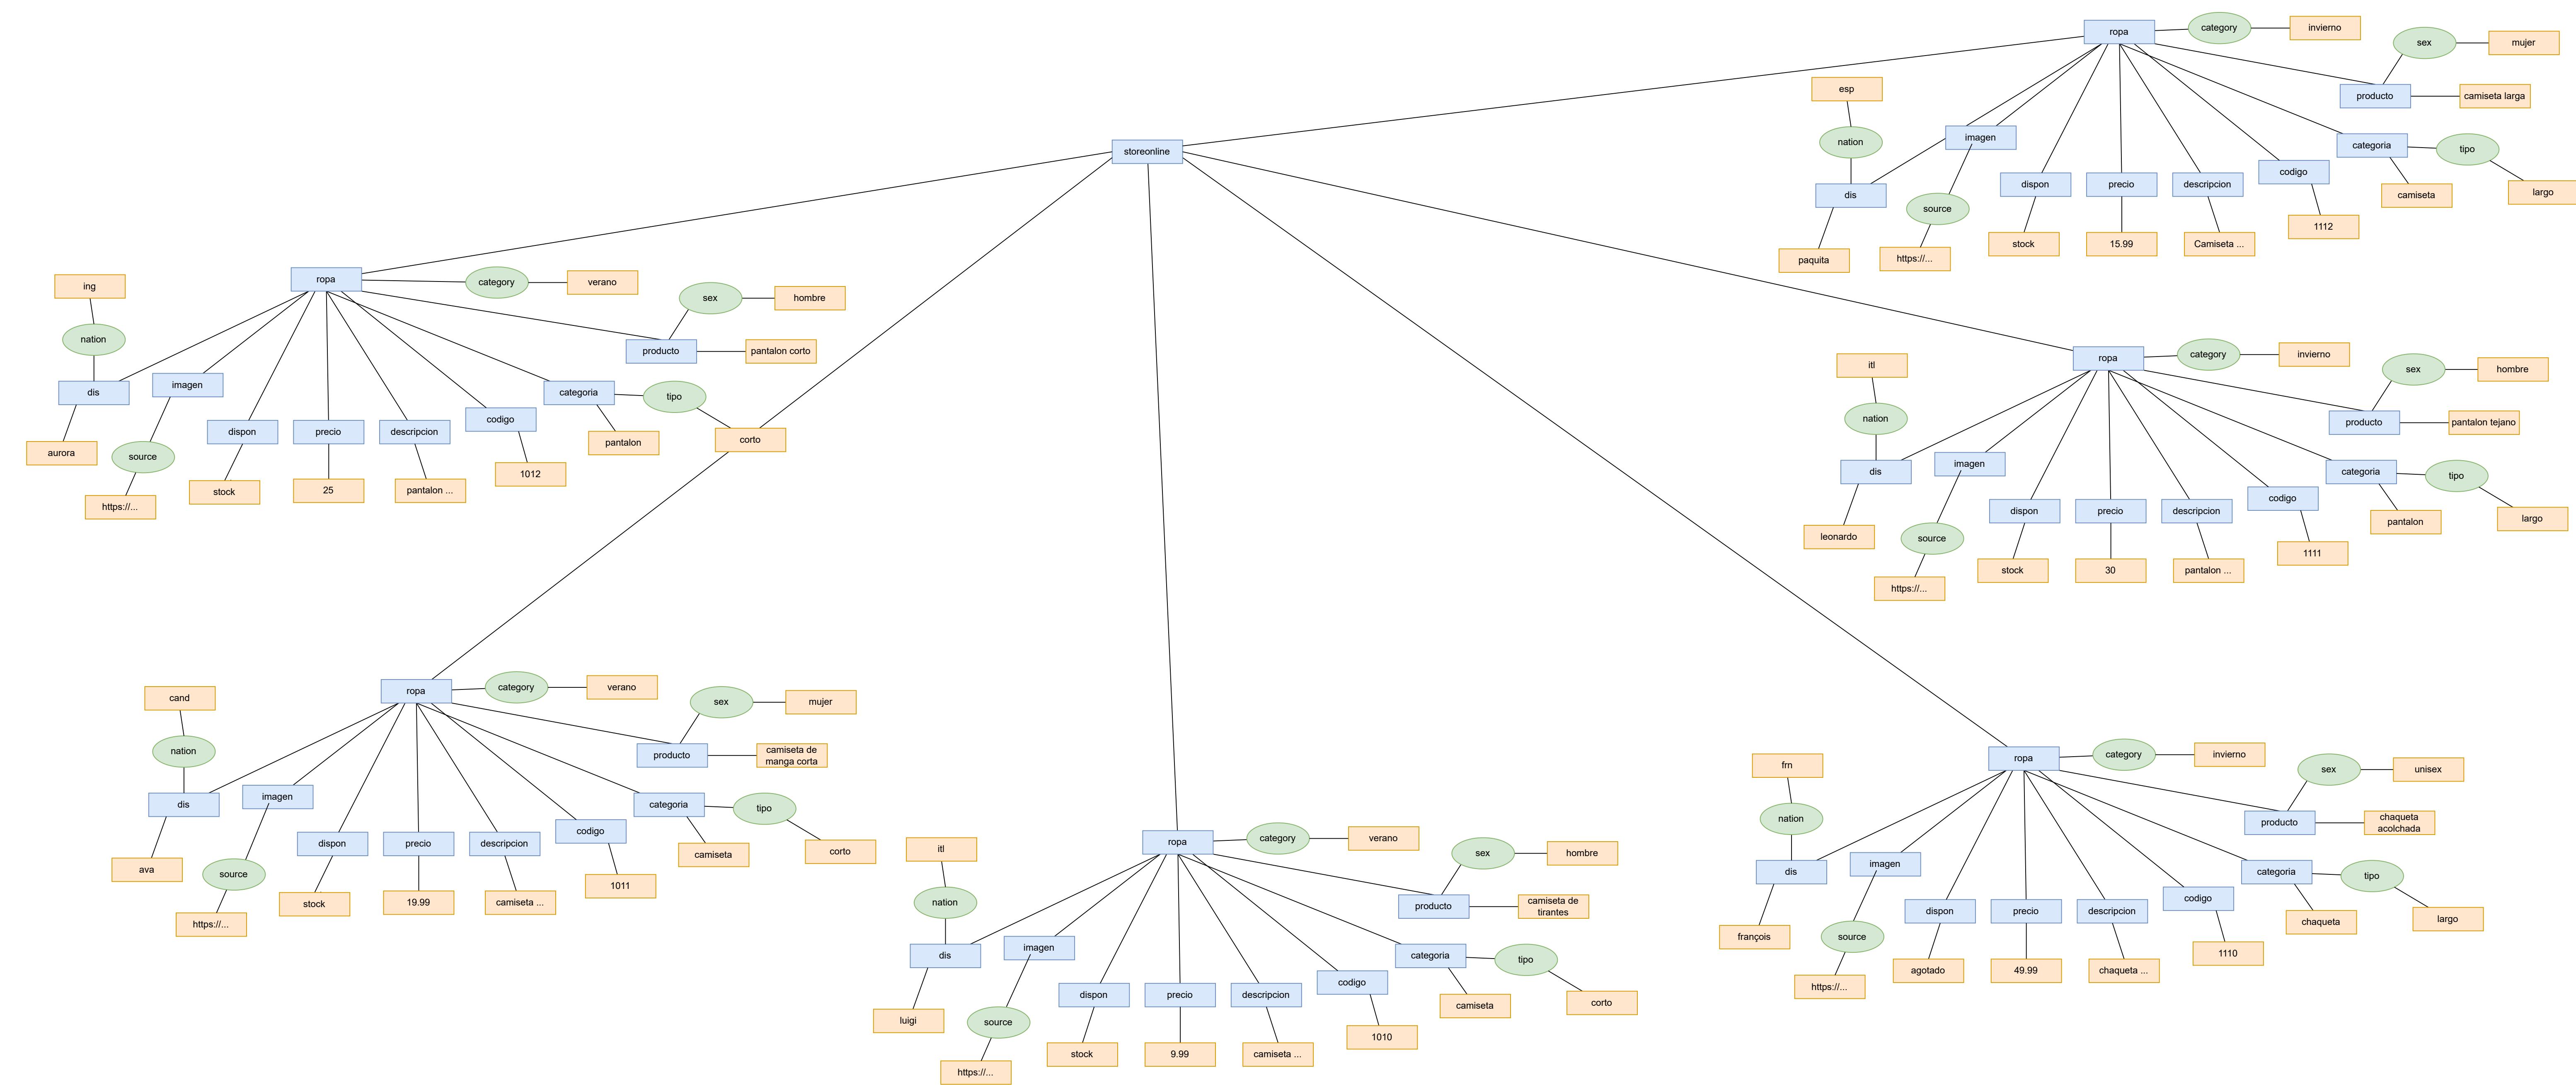 storeonline
ropa
category
invierno
sex
mujer
producto
camiseta larga
esp
nation
dis
paquita
imagen
source
https://...
dispon
stock
precio
15.99
descripcion
Camiseta ...
codigo
1112
categoria
camiseta
tipo
largo
ropa
category
verano
sex
hombre
producto
pantalon corto
ing
nation
dis
aurora
imagen
source
https://...
dispon
stock
precio
25
descripcion
pantalon ...
codigo
1012
categoria
pantalon
tipo
corto
ropa
category
invierno
sex
hombre
producto
pantalon tejano
itl
nation
dis
leonardo
imagen
source
https://...
dispon
stock
precio
30
descripcion
pantalon ...
codigo
1111
categoria
pantalon
tipo
largo
ropa
category
verano
sex
mujer
producto
camiseta de
manga corta
cand
nation
dis
ava
imagen
source
https://...
dispon
stock
precio
19.99
descripcion
camiseta ...
codigo
1011
categoria
camiseta
tipo
corto
ropa
category
verano
sex
hombre
producto
camiseta de
tirantes
itl
nation
dis
luigi
imagen
source
https://...
dispon
stock
precio
9.99
descripcion
camiseta ...
codigo
1010
categoria
camiseta
tipo
corto
ropa
category
invierno
sex
unisex
producto
chaqueta
acolchada
frn
nation
dis
françois
imagen
source
https://...
dispon
agotado
precio
49.99
descripcion
chaqueta ...
codigo
1110
categoria
chaqueta
tipo
largo